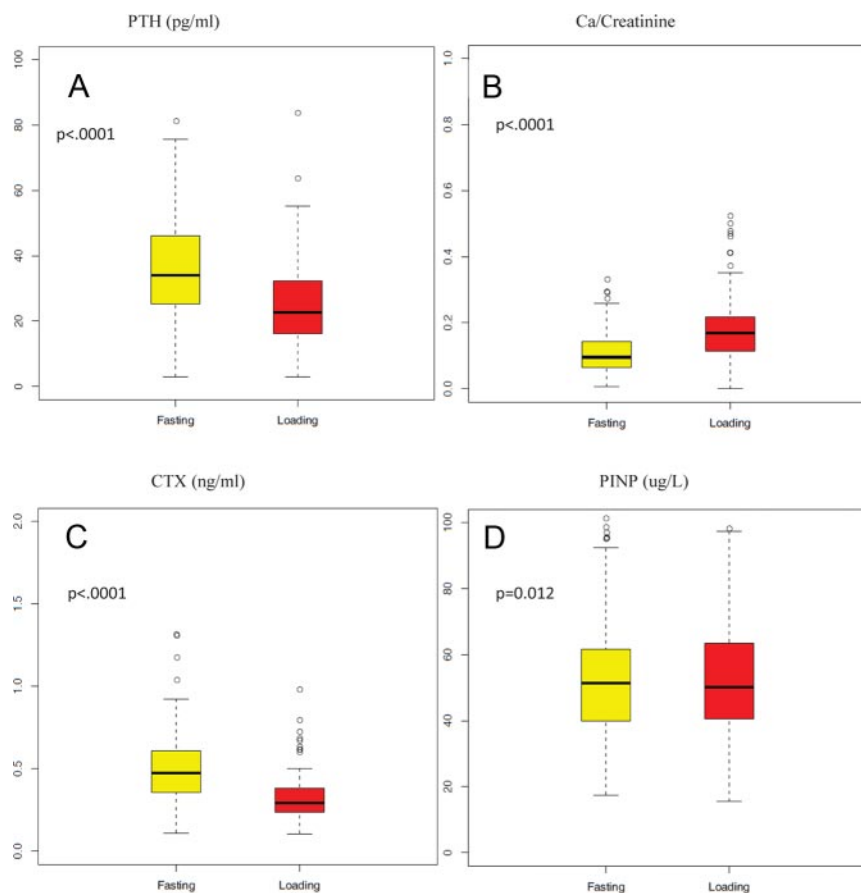 PTH (pg/ml)
A
p<.0001
100
80
60
40
20
0
Fasting Loading
Ca/Creatinine
B
p<.0001
1.0
0.8
0.6
0.4
0.2
0.0
Fasting Loading
CTX (ng/ml)
C
p<.0001
2.0
1.5
1.0
0.5
0.0
Fasting Loading
PINP (ug/L)
D
p=0.012
100
80
60
40
20
0
Fasting Loading